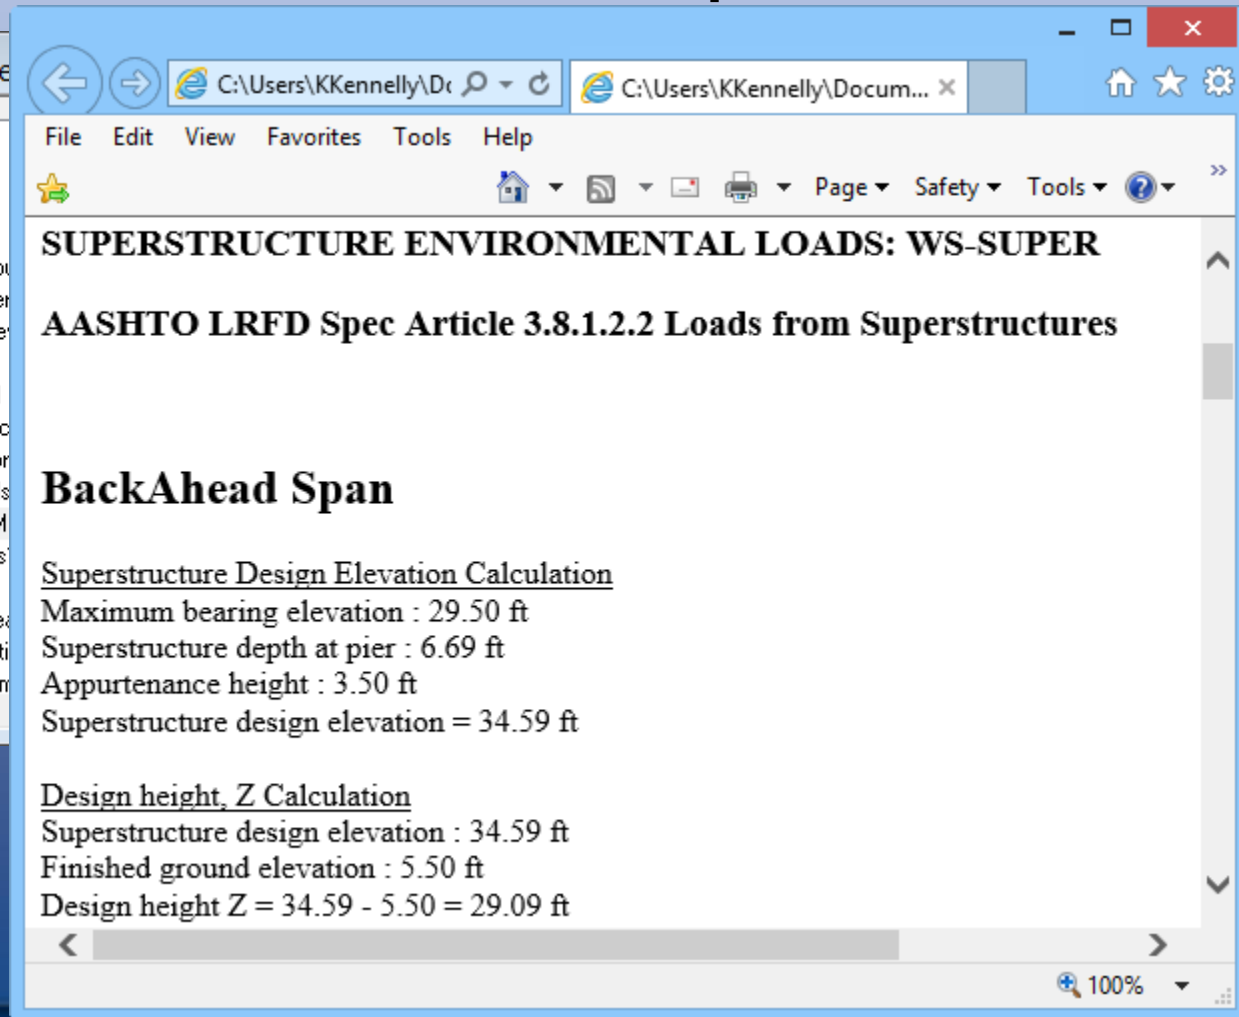 C:\Users\KKennelly\Dc
C:\Users\KKennelly\Docum...
File Edit View Favorites Tools Help
Page Safety Tools
SUPERSTRUCTURE ENVIRONMENTAL LOADS: WS-SUPER
AASHTO LRFD Spec Article 3.8.1.2.2 Loads from Superstructures
BackAhead Span
Superstructure Design Elevation Calculation
Maximum bearing elevation : 29.50 ft
Superstructure depth at pier : 6.69 ft
Appurtenance height : 3.50 ft
Superstructure design elevation = 34.59 ft
Design height, Z Calculation
Superstructure design elevation : 34.59 ft
Finished ground elevation : 5.50 ft
Design height Z = 34.59 - 5.50 = 29.09 ft
100%